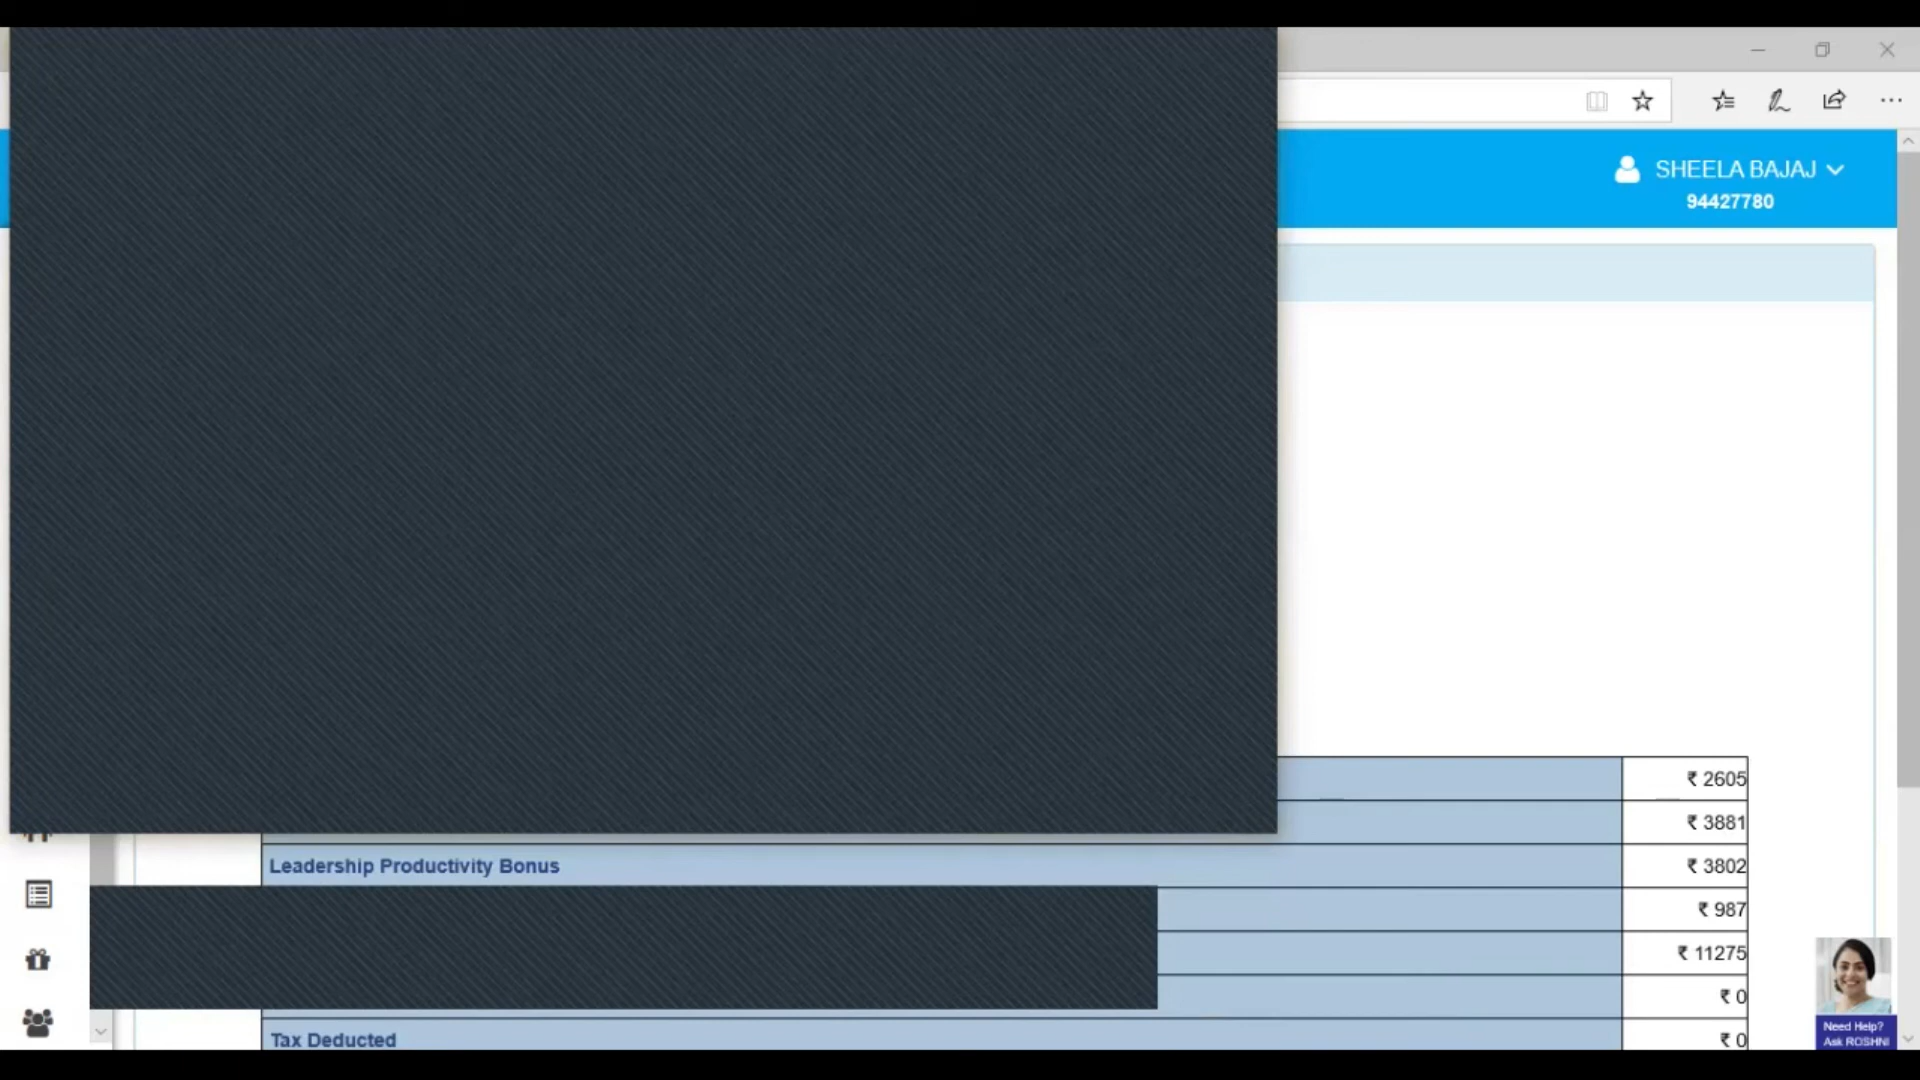 SHEELA BAJAJ
94427780
₹ 2605
₹ 3881
Leadership Productivity Bonus ₹ 3802
₹ 987
₹ 11275
₹ 0
Tax Deducted ₹ 0
Need Help?
Ask ROSHNI